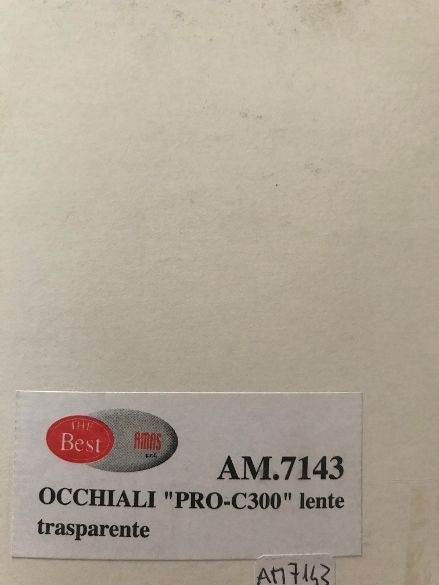 THE
Best
AMAS
s.r.l.
AM.7143
OCCHIALI "PRO-C300" lente
trasparente
AM7143